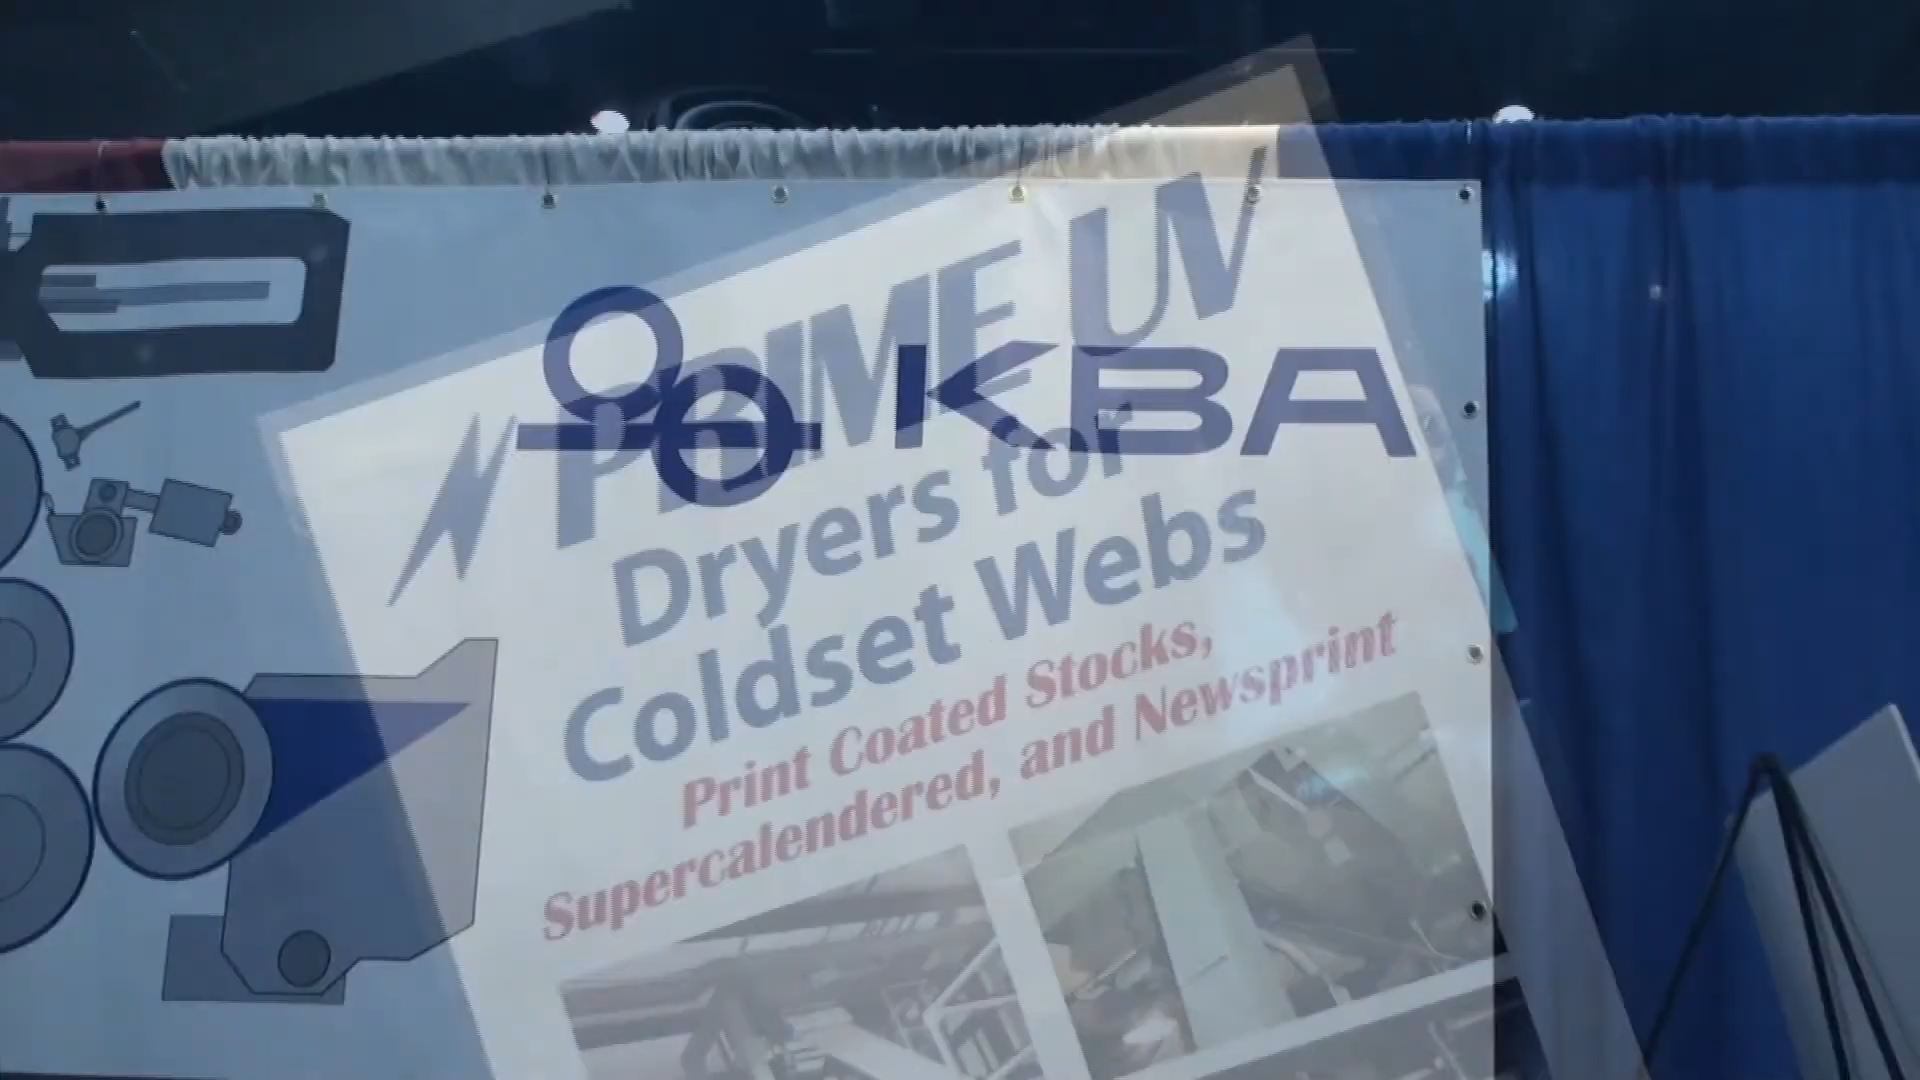 KBA
PRIME UV
Dryers for
Coldset Webs
Print Coated Stocks,
Supercalendered, and Newsprint